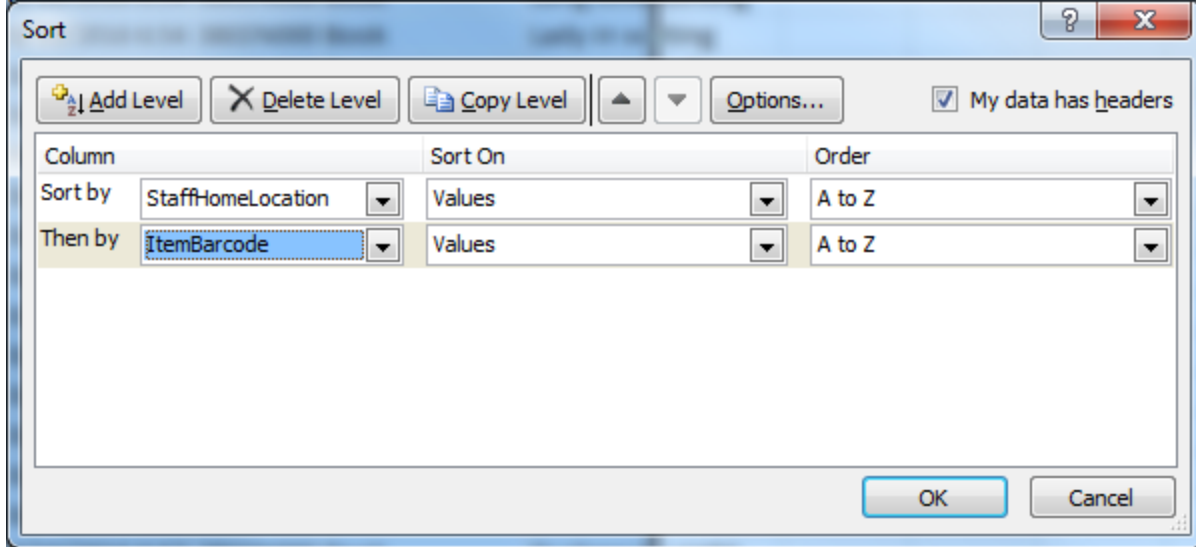 Sort
Add Level Delete Level Copy Level Options... My data has headers
Column Sort On Order
Sort by StaffHomeLocation Values A to Z
Then by ItemBarcode Values A to Z
OK Cancel